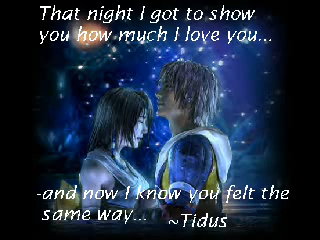 That night I got to show
you how much I love you...
-and now I know you felt the
same way...
~Tidus